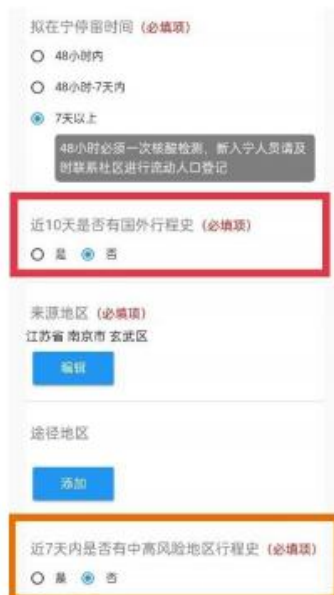 拟在宁停留时间 (必填项)
48小时内
48小时-7天内
7天以上
48小时必须一次核酸检测，新入宁人员请及
时联系社区进行流动人口登记
近10天是否有国外行程史 (必填项)
是 否
来源地区 (必填项)
江苏省 南京市 玄武区
编辑
途径地区
添加
近7天内是否有中高风险地区行程史 (必填项)
是 否